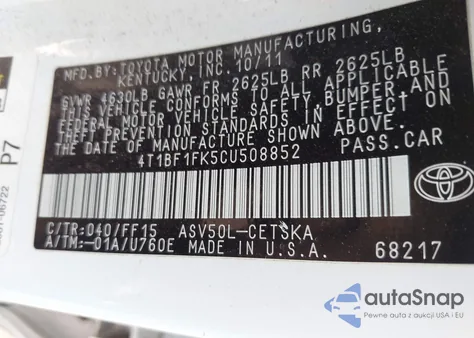 MFD. BY: TOYOTA MOTOR MANUFACTURING,
KENTUCKY, INC. 10/11
GVWR 4630LB GAWR FR 2625LB RR 2625LB
THIS VEHICLE CONFORMS TO ALL APPLICABLE
FEDERAL MOTOR VEHICLE SAFETY, BUMPER, AND
THEFT PREVENTION STANDARDS IN EFFECT ON
THE DATE OF MANUFACTURE SHOWN ABOVE.
4T1BF1FK5CU508852 PASS. CAR
C/TR: 040/FF15 ASV50L-CETSKA
A/TM: -01A/U760E MADE IN U.S.A.
68217
TOYOTA
P7
autoSnap
Pewne auta z aukcji USA i EU